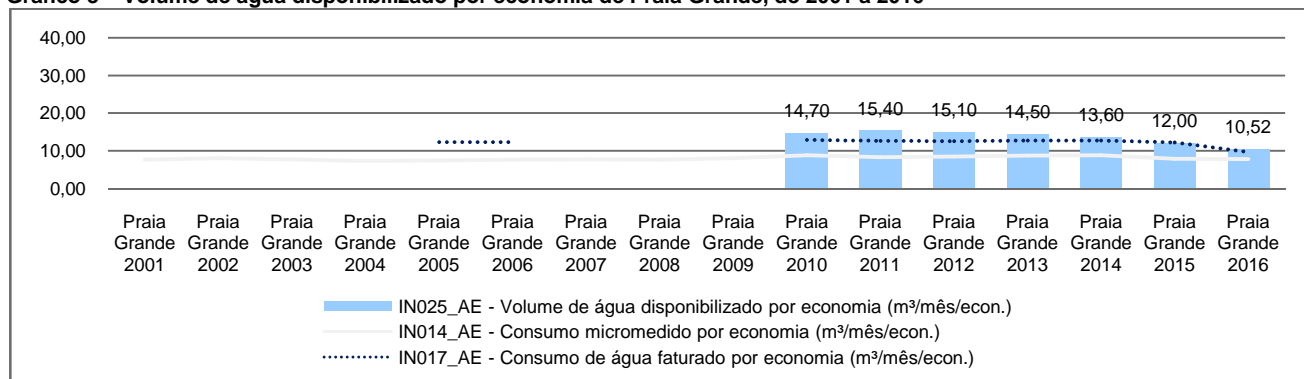 Gráfico 3 – Volume de água disponibilizado por economia de Praia Grande, de 2001 a 2016
40,00
30,00
20,00
10,00
0,00
14,70 15,40 15,10 14,50 13,60 12,00 10,52
Praia Praia Praia Praia Praia Praia Praia Praia Praia Praia Praia Praia Praia Praia Praia Praia
Grande Grande Grande Grande Grande Grande Grande Grande Grande Grande Grande Grande Grande Grande Grande Grande
2001 2002 2003 2004 2005 2006 2007 2008 2009 2010 2011 2012 2013 2014 2015 2016
IN025_AE - Volume de água disponibilizado por economia (m³/mês/econ.)
IN014_AE - Consumo micromedido por economia (m³/mês/econ.)
IN017_AE - Consumo de água faturado por economia (m³/mês/econ.)